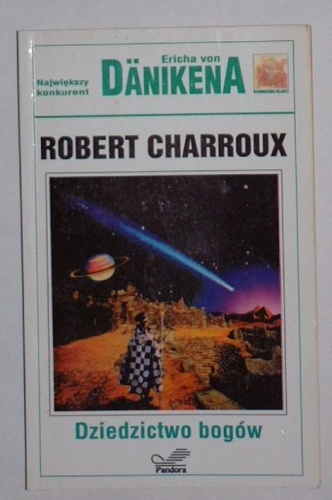 Największy
konkurent
Ericha von
DÄNIKENA
ROBERT CHARROUX
Dziedzictwo bogów
Pandora